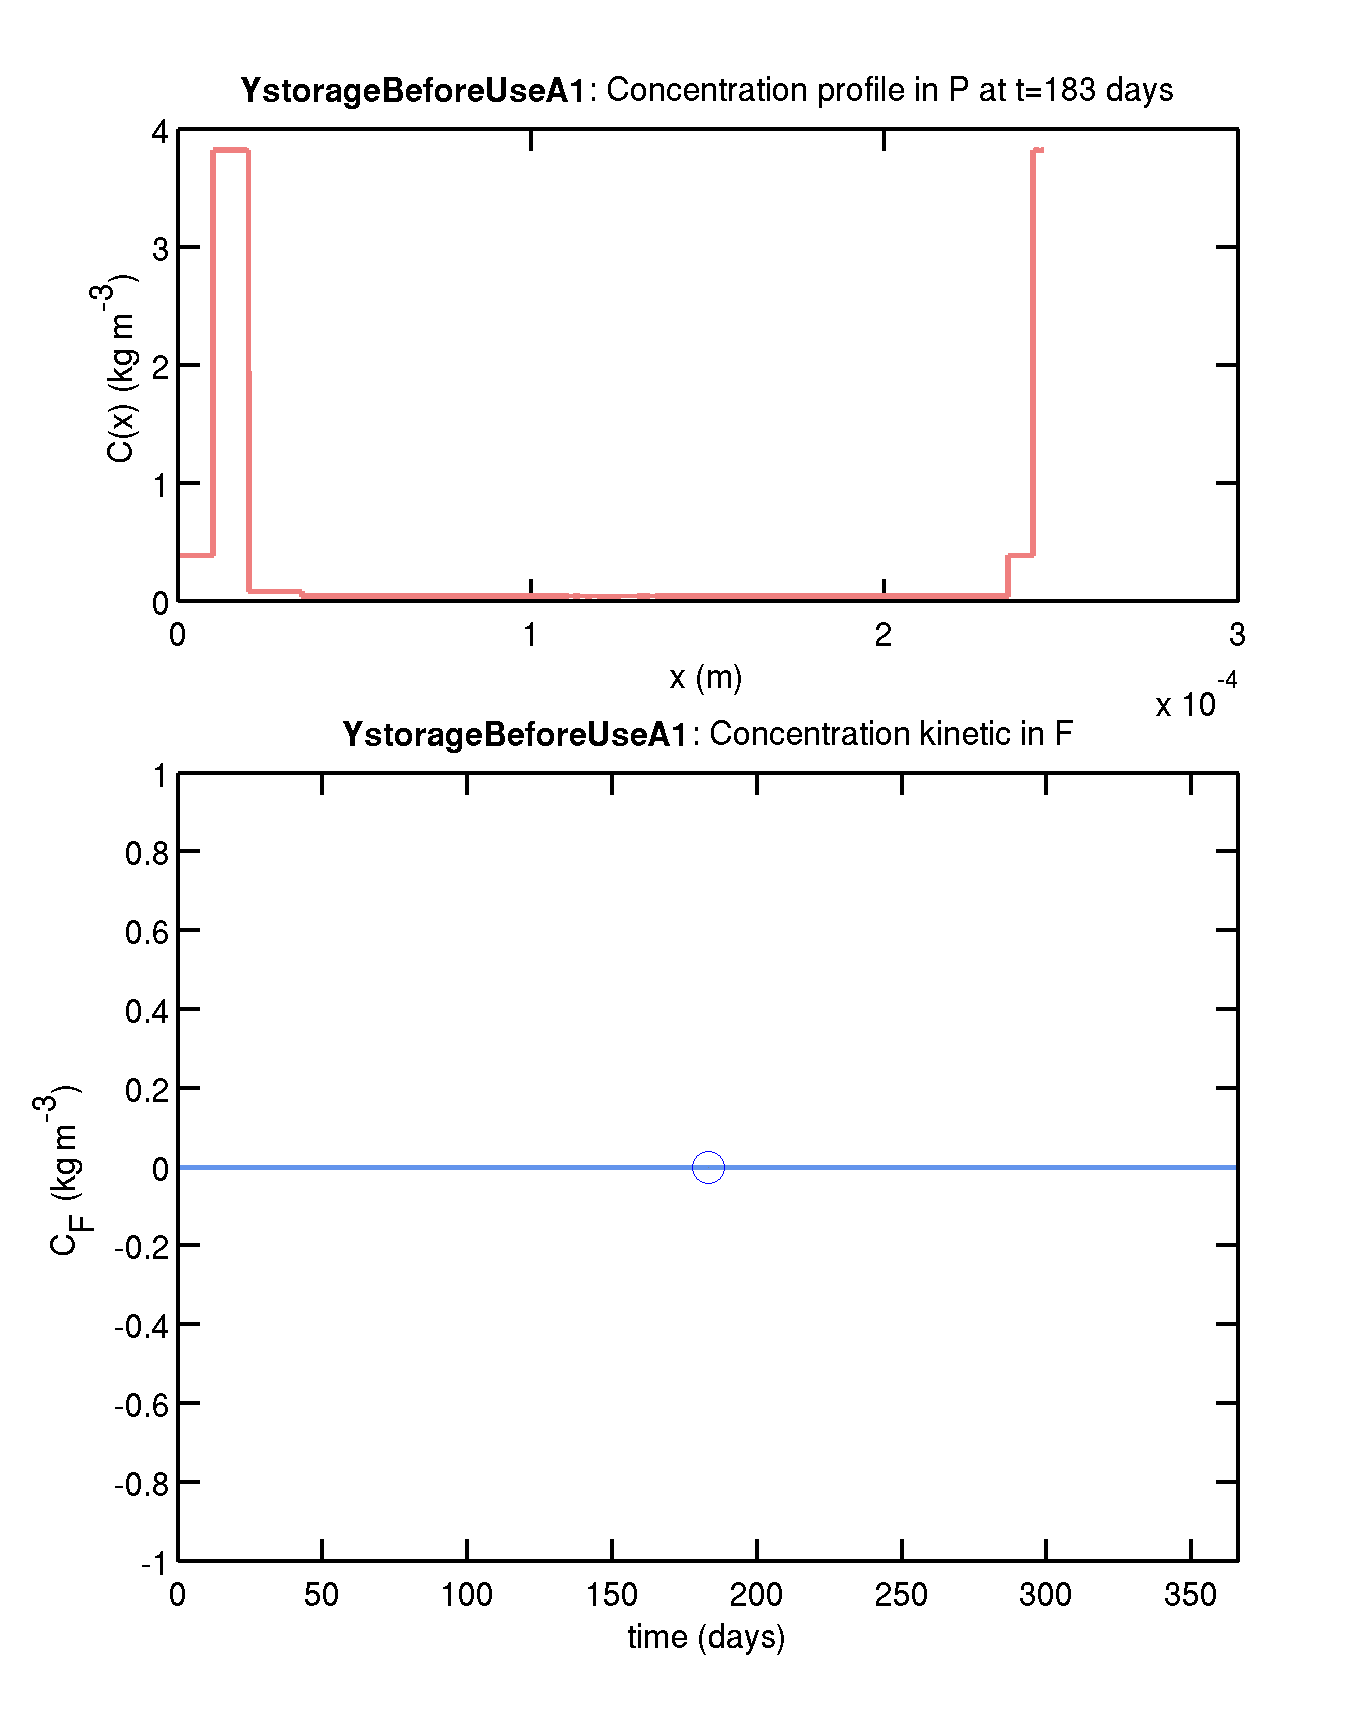 YstorageBeforeUseA1: Concentration profile in P at t=183 days
4
3
2
1
0
C(x) (kg m-3)
0 1 2 3
x (m)
x 10-4
YstorageBeforeUseA1: Concentration kinetic in F
1
0.8
0.6
0.4
0.2
0
-0.2
-0.4
-0.6
-0.8
-1
CF (kg m-3)
0 50 100 150 200 250 300 350
time (days)